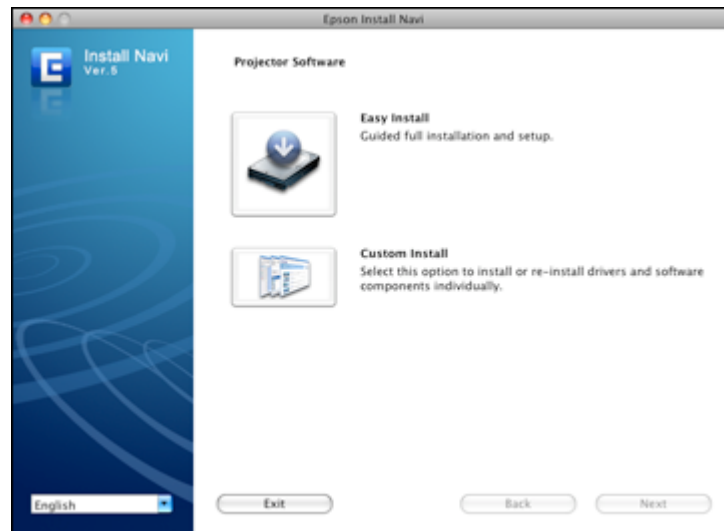 Epson Install Navi
Install Navi
Ver.5
Projector Software
Easy Install
Guided full installation and setup.
Custom Install
Select this option to install or re-install drivers and software
components individually.
English
Exit
Back
Next